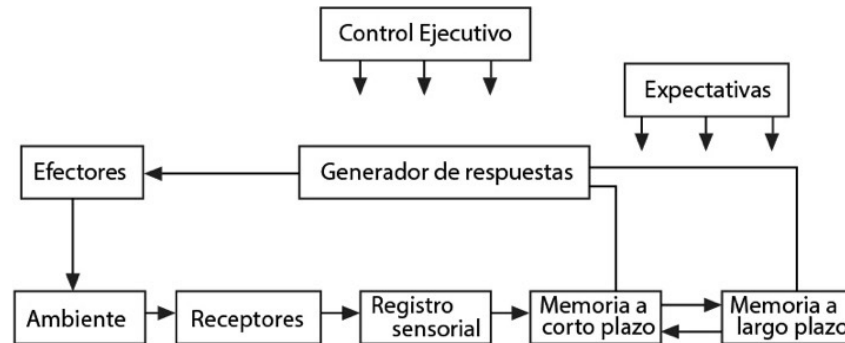 Control Ejecutivo
Expectativas
Efectores
Generador de respuestas
Ambiente
Receptores
Registro
sensorial
Memoria a
corto plazo
Memoria a
largo plazo